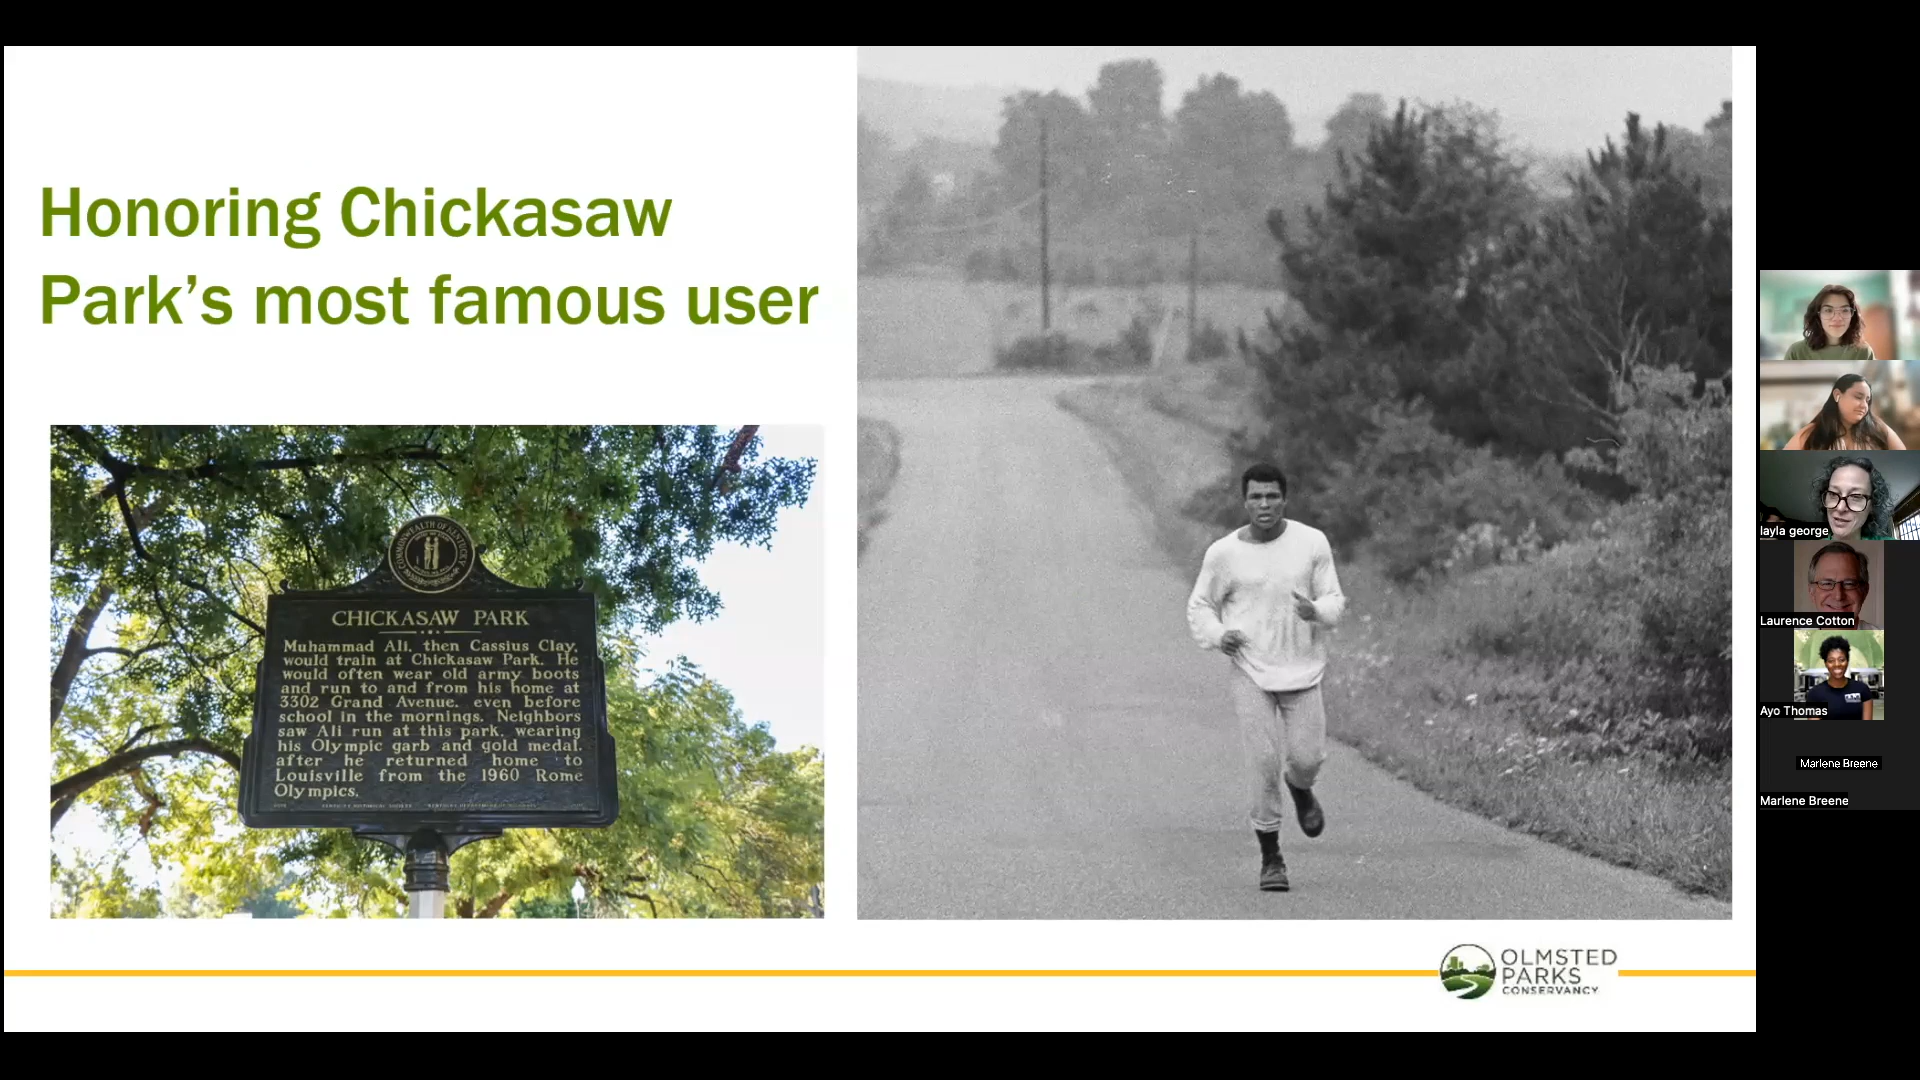 Honoring Chickasaw
Park's most famous user
COMMONWEALTH OF KENTUCKY
CHICKASAW PARK
Muhammad Ali, then Cassius Clay,
would train at Chickasaw Park. He
would often wear old army boots
and run to and from his home at
3302 Grand Avenue, even before
school in the mornings. Neighbors
saw Ali run at this park, wearing
his Olympic garb and gold medal,
after he returned home to
Louisville from the 1960 Rome
Olympics.
OLMSTED
PARKS
CONSERVANCY
layla george
Laurence Cotton
Ayo Thomas
Marlene Breene
Marlene Breene